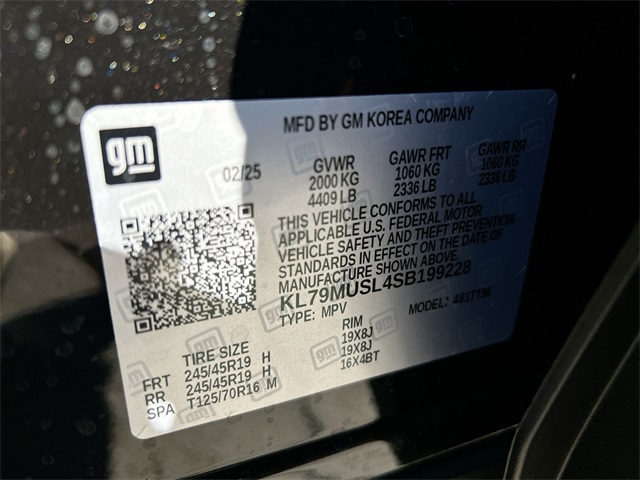 MFD BY GM KOREA COMPANY
gm
02/25
GVWR
2000 KG
4409 LB
GAWR FRT
1060 KG
2336 LB
GAWR RR
1060 KG
2336 LB
THIS VEHICLE CONFORMS TO ALL
APPLICABLE U.S. FEDERAL MOTOR
VEHICLE SAFETY AND THEFT PREVENTION
STANDARDS IN EFFECT ON THE DATE OF
MANUFACTURE SHOWN ABOVE.
KL79MUSL4SB199228
TYPE: MPV
MODEL:
TIRE SIZE
RIM
FRT 245/45R19 H 19X8J
RR 245/45R19 H 19X8J
SPA T125/70R16 M 16X4BT